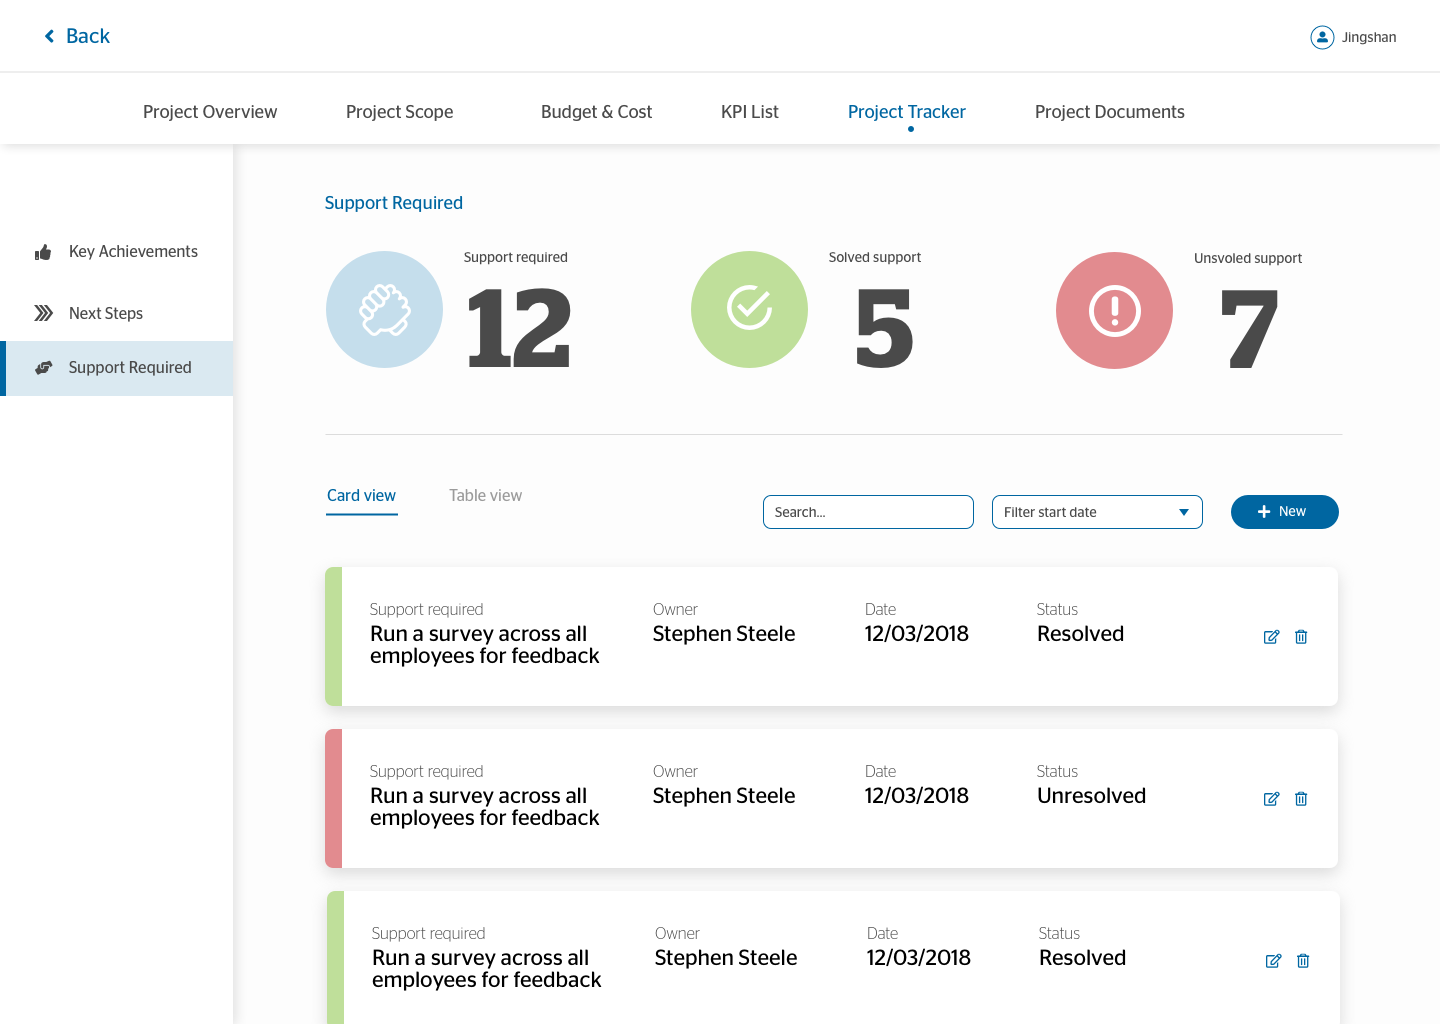 Back
Jingshan
Project Overview
Project Scope
Budget & Cost
KPI List
Project Tracker
Project Documents
Key Achievements
Next Steps
Support Required
Support Required
Support required
12
Solved support
5
Unsvoled support
7
Card view
Table view
Search...
Filter start date
New
Support required
Run a survey across all
employees for feedback
Owner
Stephen Steele
Date
12/03/2018
Status
Resolved
Support required
Run a survey across all
employees for feedback
Owner
Stephen Steele
Date
12/03/2018
Status
Unresolved
Support required
Run a survey across all
employees for feedback
Owner
Stephen Steele
Date
12/03/2018
Status
Resolved